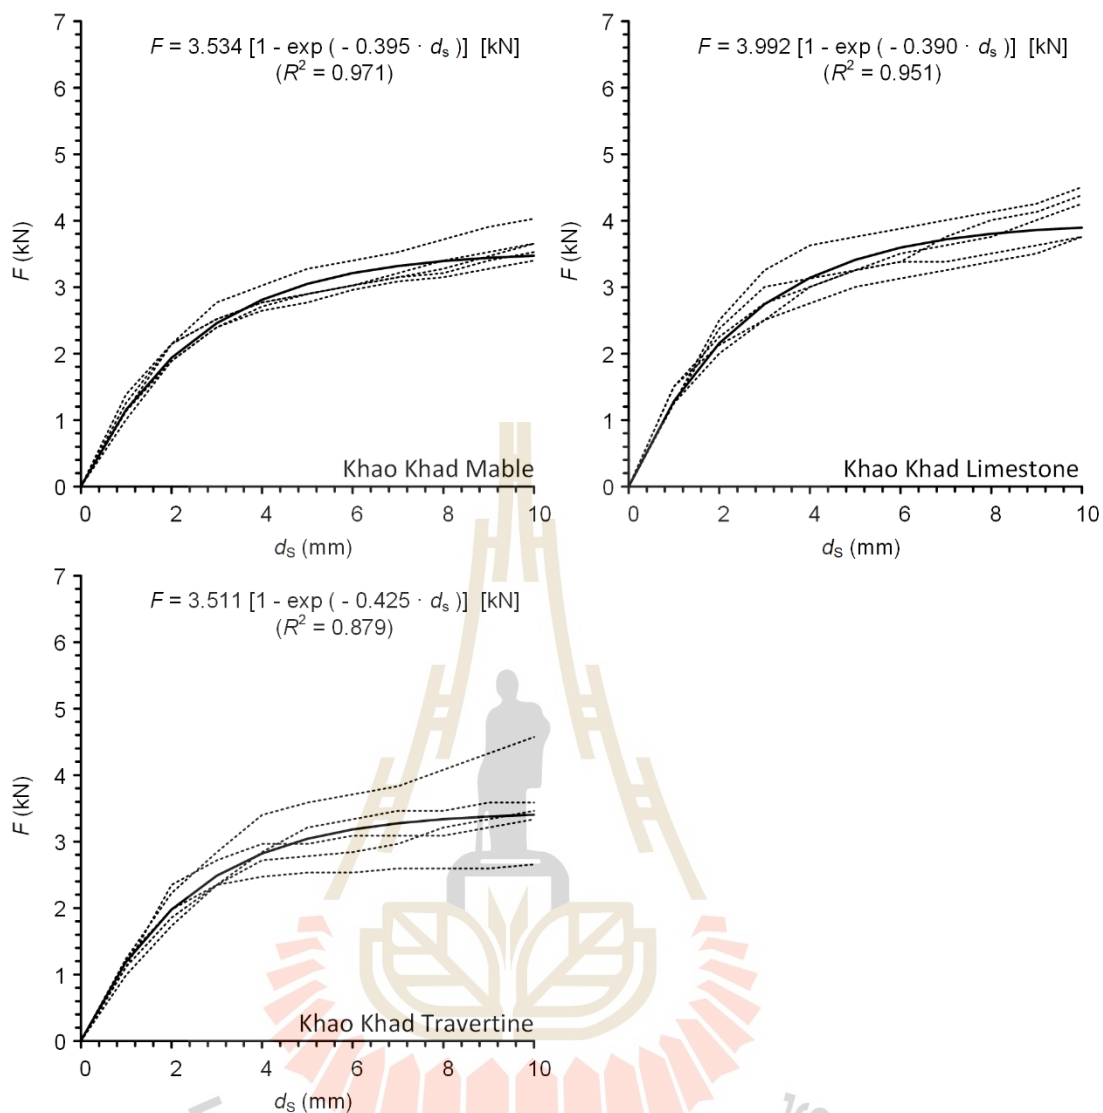 7
F = 3.534 [1 - exp ( - 0.395 · dₛ )] [kN]
(R² = 0.971)
6
5
4
F (kN)
3
2
1
Khao Khad Mable
0
0 2 4 6 8 10
dₛ (mm)
7
F = 3.992 [1 - exp ( - 0.390 · dₛ )] [kN]
(R² = 0.951)
6
5
4
F (kN)
3
2
1
Khao Khad Limestone
0
0 2 4 6 8 10
dₛ (mm)
7
F = 3.511 [1 - exp ( - 0.425 · dₛ )] [kN]
(R² = 0.879)
6
5
4
F (kN)
3
2
1
Khao Khad Travertine
0
0 2 4 6 8 10
dₛ (mm)